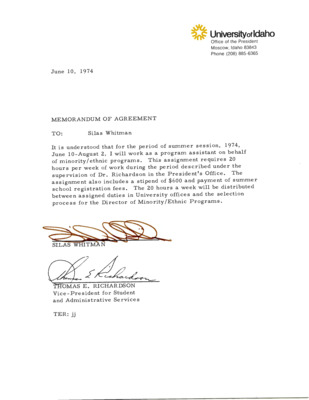 University of Idaho
Office of the President
Moscow, Idaho 83843
Phone (208) 885-6365
June 10, 1974
MEMORANDUM OF AGREEMENT
TO: Silas Whitman
It is understood that for the period of summer session, 1974,
June 10-August 2, I will work as a program assistant on behalf
of minority/ethnic programs. This assignment requires 20
hours per week of work during the period described under the
supervision of Dr. Richardson in the President's Office. The
assignment also includes a stipend of $600 and payment of summer
school registration fees. The 20 hours a week will be distributed
between assigned duties in University offices and the selection
process for the Director of Minority/Ethnic Programs.
SILAS WHITMAN
Thomas E Richardson
THOMAS E. RICHARDSON
Vice-President for Student
and Administrative Services
TER: jj